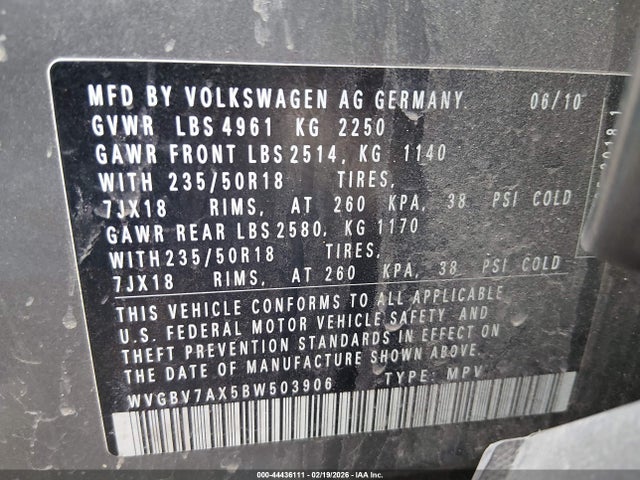 MFD BY VOLKSWAGEN AG GERMANY. 06/10
GVWR LBS 4961 KG 2250
GAWR FRONT LBS 2514, KG 1140
WITH 235/50R18 TIRES,
7JX18 RIMS, AT 260 KPA, 38 PSI COLD
GAWR REAR LBS 2580, KG 1170
WITH 235/50R18 TIRES,
7JX18 RIMS, AT 260 KPA, 38 PSI COLD
THIS VEHICLE CONFORMS TO ALL APPLICABLE
U.S. FEDERAL MOTOR VEHICLE SAFETY AND
THEFT PREVENTION STANDARDS IN EFFECT ON
THE DATE OF MANUFACTURE SHOWN ABOVE.
WVGBV7AX5BW503906 TYPE: MPV
000-44436111 - 02/19/2026 - IAA Inc.